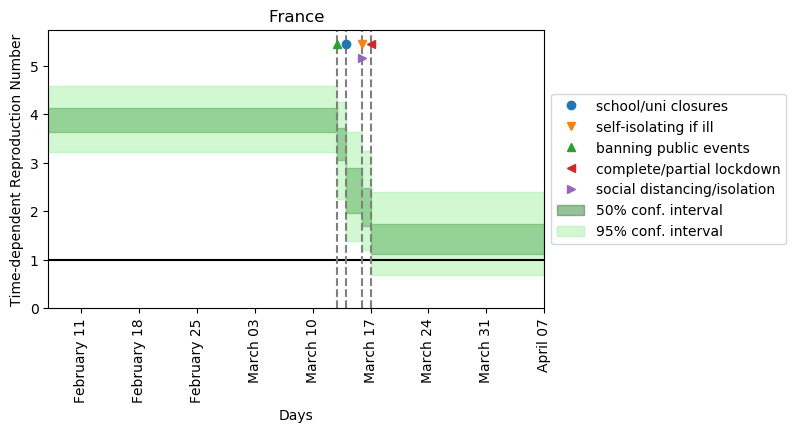 France
Time-dependent Reproduction Number
5
4
3
2
1
0
February 11
February 18
February 25
March 03
March 10
March 17
March 24
March 31
April 07
Days
school/uni closures
self-isolating if ill
banning public events
complete/partial lockdown
social distancing/isolation
50% conf. interval
95% conf. interval